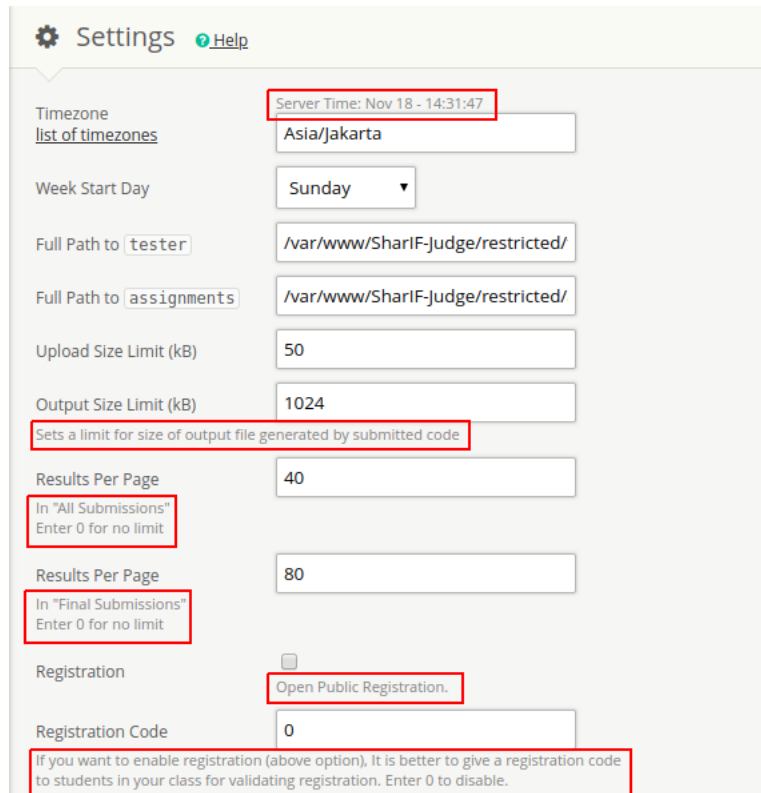 Settings Help
Server Time: Nov 18 - 14:31:47
Timezone
list of timezones
Asia/Jakarta
Week Start Day
Sunday
Full Path to tester
/var/www/SharIF-Judge/restricted/
Full Path to assignments
/var/www/SharIF-Judge/restricted/
Upload Size Limit (kB)
50
Output Size Limit (kB)
1024
Sets a limit for size of output file generated by submitted code
Results Per Page
40
In "All Submissions"
Enter 0 for no limit
Results Per Page
80
In "Final Submissions"
Enter 0 for no limit
Registration
Open Public Registration.
Registration Code
0
If you want to enable registration (above option), It is better to give a registration code
to students in your class for validating registration. Enter 0 to disable.